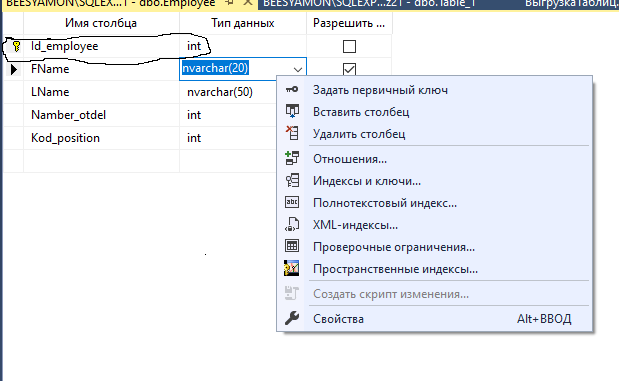 BEESYAMON\SQLEX...1 - dbo.Employee
BEESYAMON\SQLEXP...z21 - dbo.Table_1
ВыгрузкаТаблиц.
Имя столбца
Тип данных
Разрешить ...
Id_employee
int
FName
nvarchar(20)
LName
nvarchar(50)
Namber_otdel
int
Kod_position
int
Задать первичный ключ
Вставить столбец
Удалить столбец
Отношения...
Индексы и ключи...
Полнотекстовый индекс...
XML-индексы...
Проверочные ограничения...
Пространственные индексы...
Создать скрипт изменения...
Свойства
Alt+ВВОД